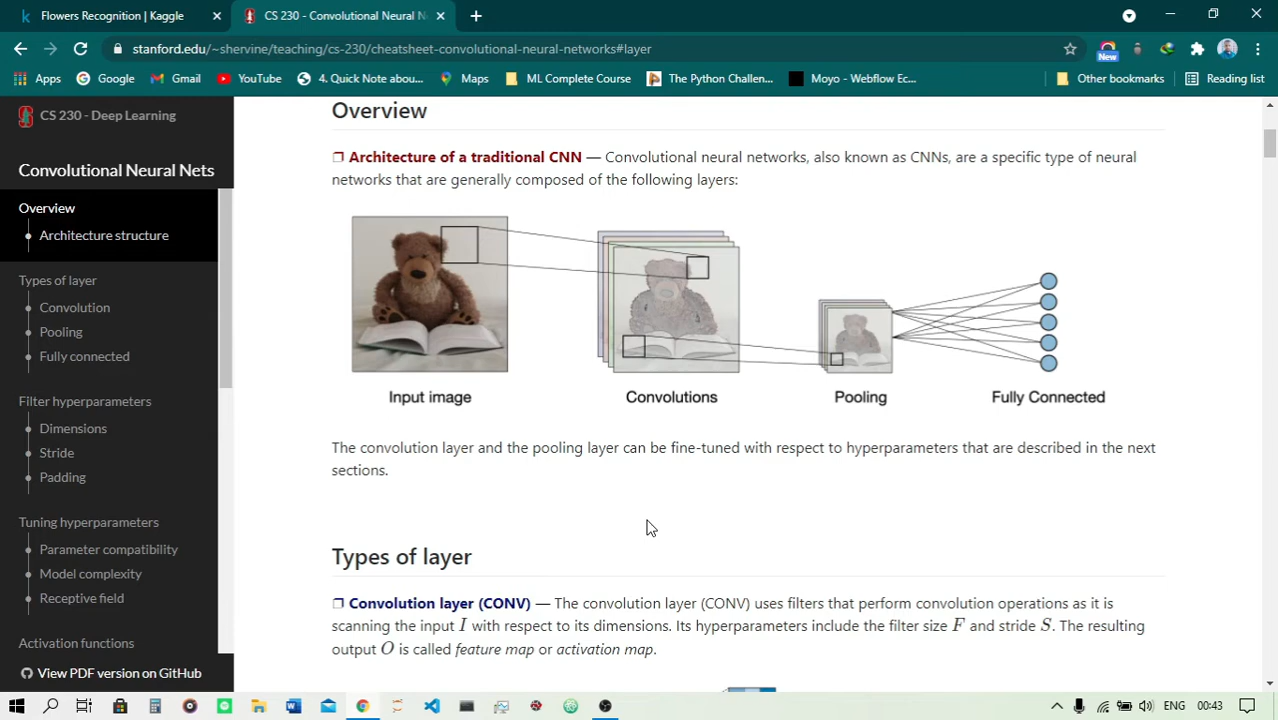 Flowers Recognition | Kaggle
CS 230 - Convolutional Neural N
stanford.edu/~shervine/teaching/cs-230/cheatsheet-convolutional-neural-networks#layer
New
Apps
Google
Gmail
YouTube
4. Quick Note abou...
Maps
ML Complete Course
The Python Challen...
Moyo - Webflow Ec...
Other bookmarks
Reading list
CS 230 - Deep Learning
Convolutional Neural Nets
Overview
Architecture structure
Types of layer
Convolution
Pooling
Fully connected
Filter hyperparameters
Dimensions
Stride
Padding
Tuning hyperparameters
Parameter compatibility
Model complexity
Receptive field
Activation functions
View PDF version on GitHub
Overview
❒ Architecture of a traditional CNN — Convolutional neural networks, also known as CNNs, are a specific type of neural
networks that are generally composed of the following layers:
Input image
Convolutions
Pooling
Fully Connected
The convolution layer and the pooling layer can be fine-tuned with respect to hyperparameters that are described in the next
sections.
Types of layer
❒ Convolution layer (CONV) — The convolution layer (CONV) uses filters that perform convolution operations as it is
scanning the input I with respect to its dimensions. Its hyperparameters include the filter size F and stride S. The resulting
output O is called feature map or activation map.
ENG
00:43